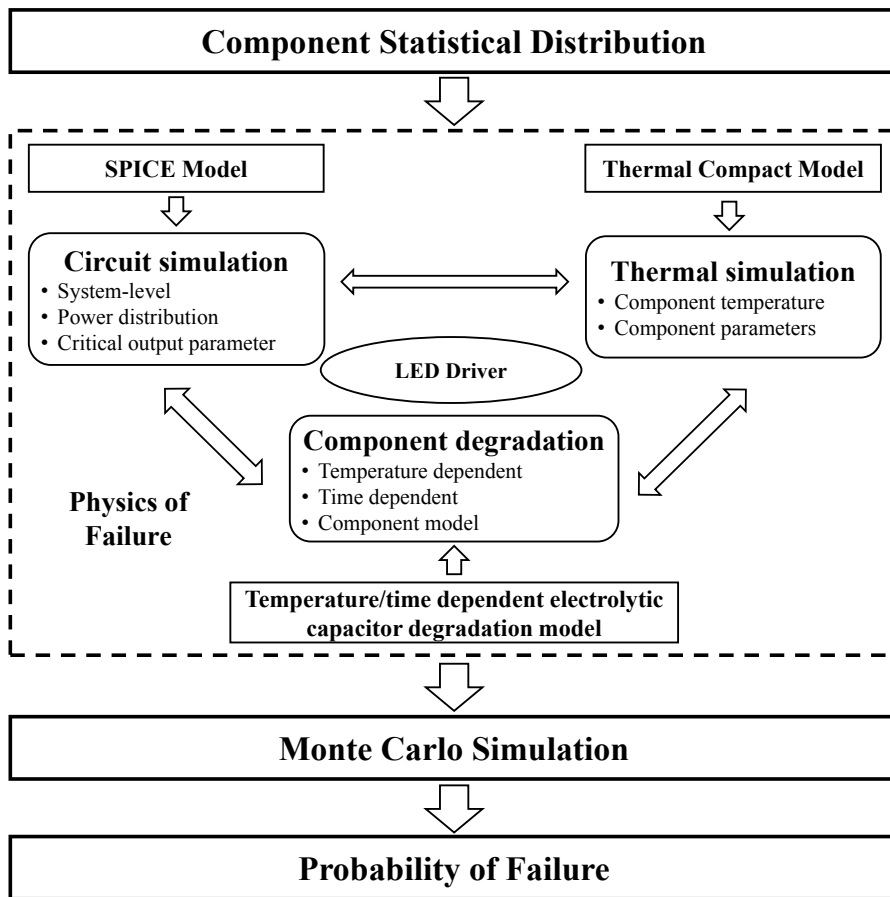 Component Statistical Distribution
SPICE Model
Thermal Compact Model
Circuit simulation
• System-level
• Power distribution
• Critical output parameter
Thermal simulation
• Component temperature
• Component parameters
LED Driver
Component degradation
• Temperature dependent
• Time dependent
• Component model
Physics of
Failure
Temperature/time dependent electrolytic
capacitor degradation model
Monte Carlo Simulation
Probability of Failure